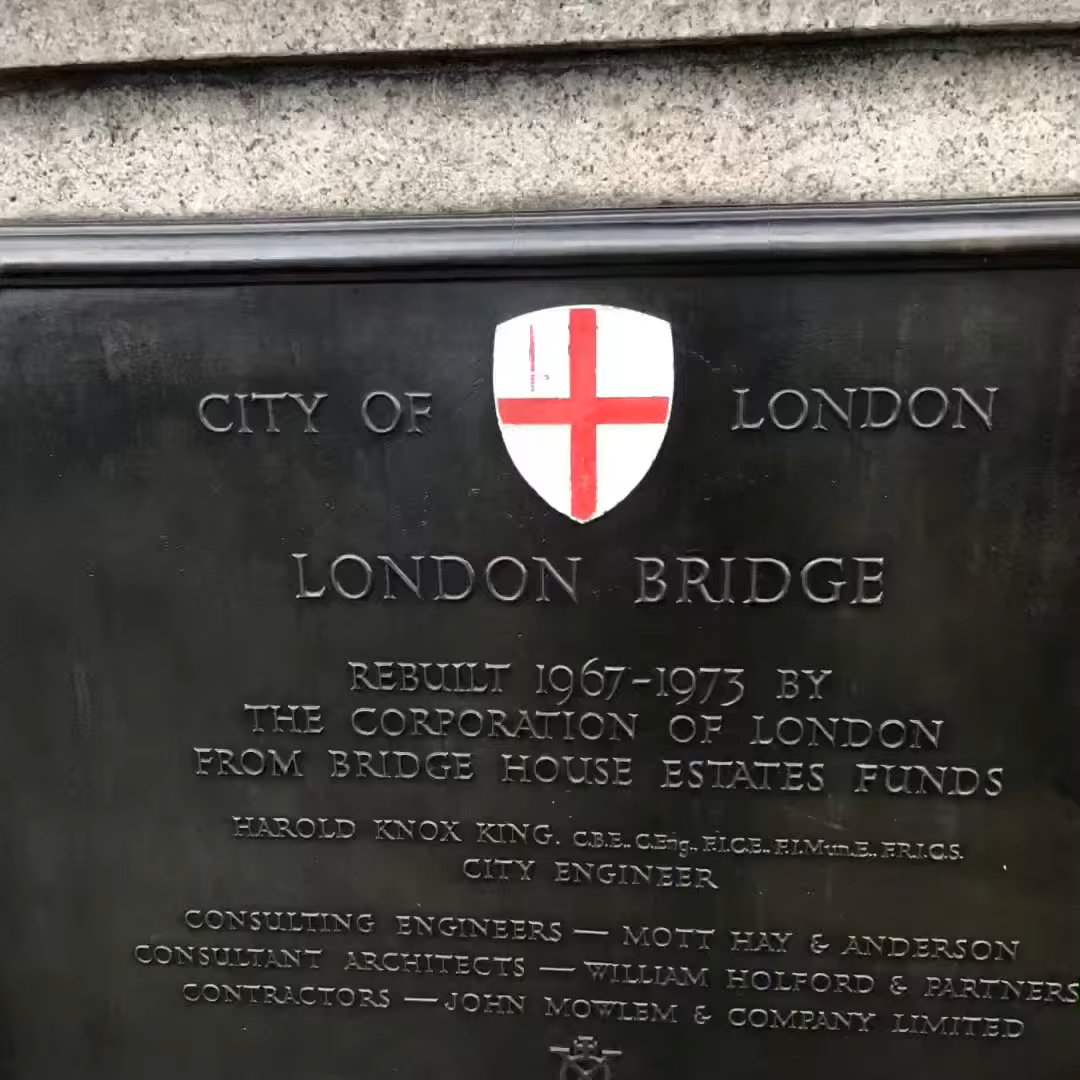 CITY OF LONDON
LONDON BRIDGE
REBUILT 1967-1973 BY
THE CORPORATION OF LONDON
FROM BRIDGE HOUSE ESTATES FUNDS
HAROLD KNOX KING. C.B.E., C.Eng., F.I.C.E., F.I.Mun.E., F.R.I.C.S.
CITY ENGINEER
CONSULTING ENGINEERS — MOTT HAY & ANDERSON
CONSULTANT ARCHITECTS — WILLIAM HOLFORD & PARTNERS
CONTRACTORS — JOHN MOWLEM & COMPANY LIMITED